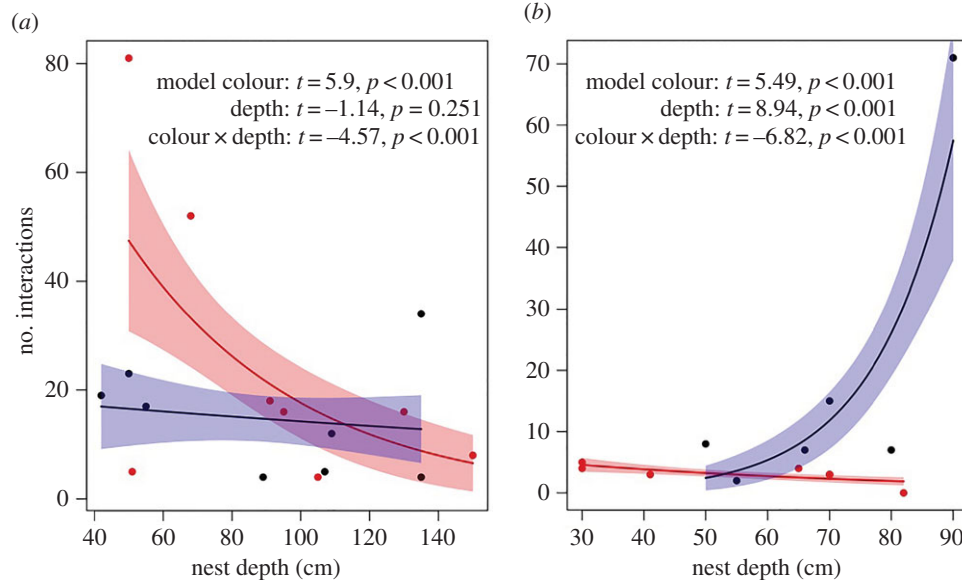 (a)
80
60
40
20
0
no. interactions
model colour: t = 5.9, p < 0.001
depth: t = –1.14, p = 0.251
colour × depth: t = –4.57, p < 0.001
40 60 80 100 120 140
nest depth (cm)
(b)
70
60
50
40
30
20
10
0
model colour: t = 5.49, p < 0.001
depth: t = 8.94, p < 0.001
colour × depth: t = –6.82, p < 0.001
30 40 50 60 70 80 90
nest depth (cm)